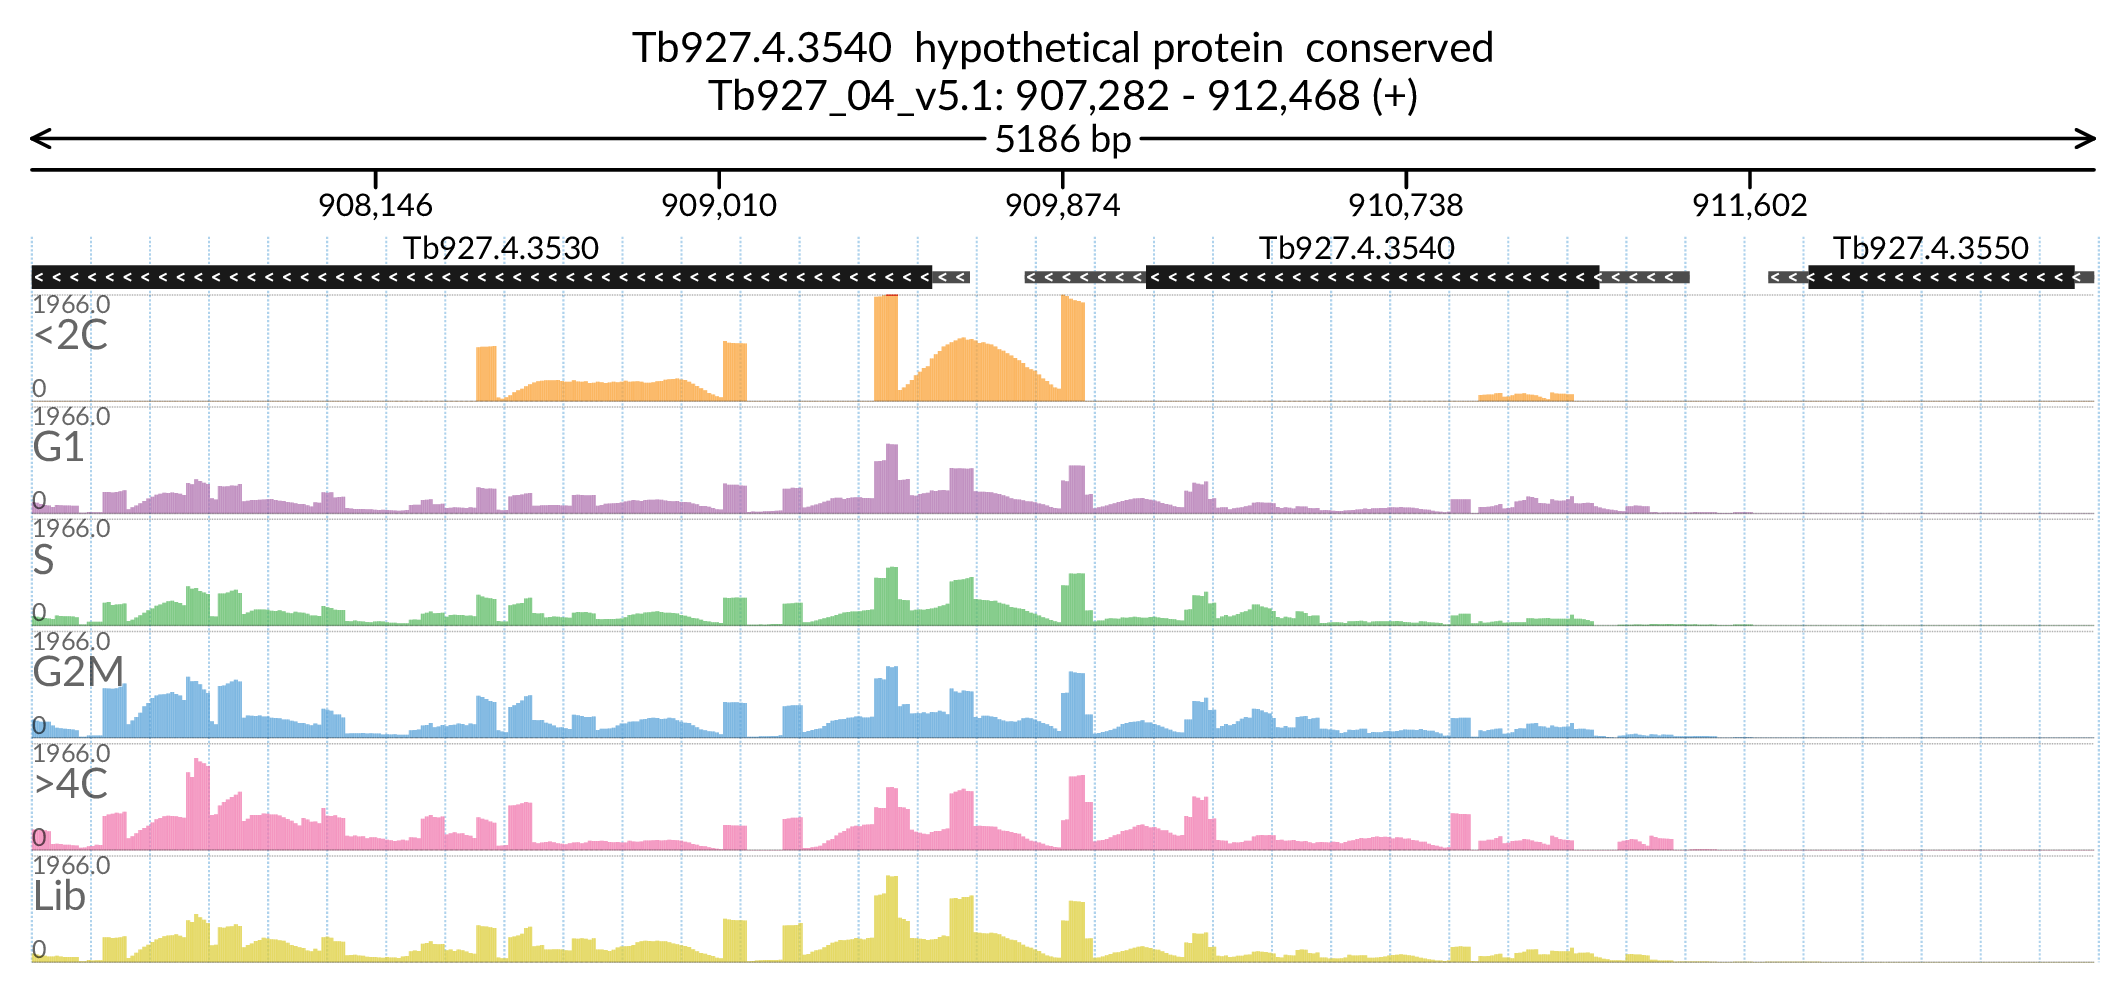 Tb927.4.3540 hypothetical protein conserved
Tb927_04_v5.1: 907,282 - 912,468 (+)
5186 bp
908,146 909,010 909,874 910,738 911,602
Tb927.4.3530 Tb927.4.3540 Tb927.4.3550
1966.0
<2C
0
1966.0
G1
0
1966.0
S
0
1966.0
G2M
0
1966.0
>4C
0
1966.0
Lib
0